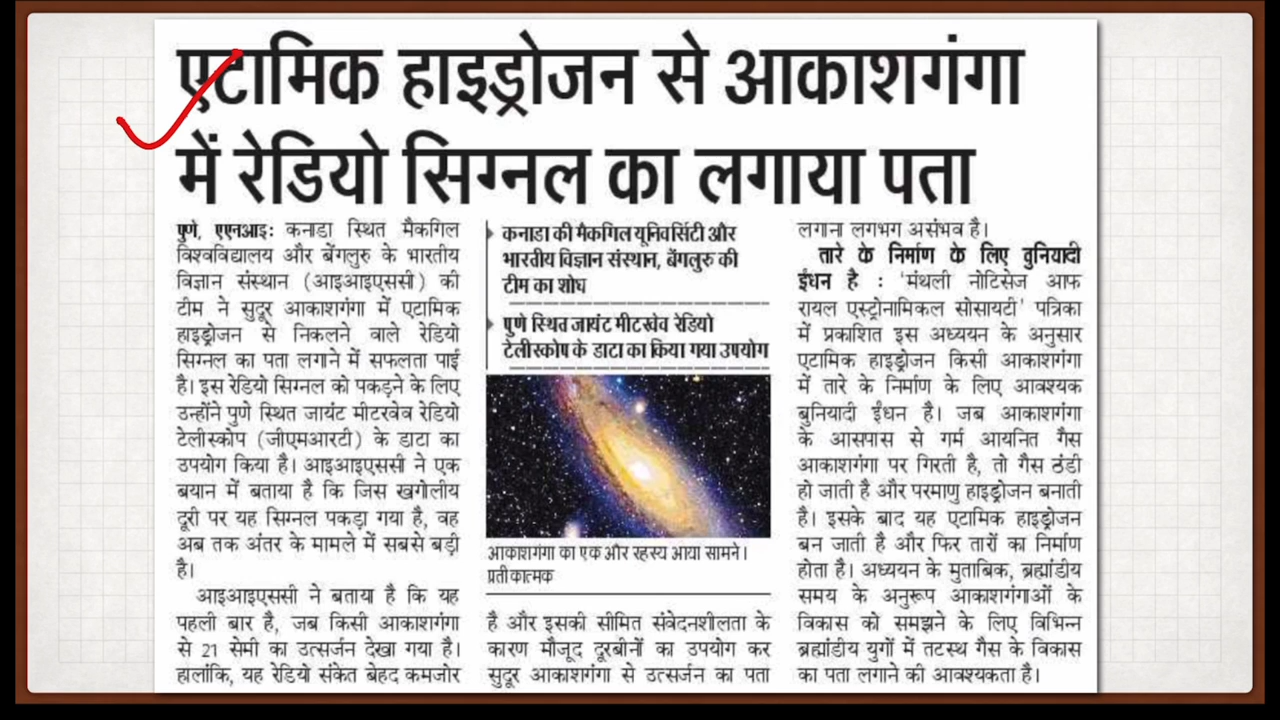 एटामिक हाइड्रोजन से आकाशगंगा
में रेडियो सिग्नल का लगाया पता
पुणे, एएनआइ: कनाडा स्थित मैकगिल
विश्वविद्यालय और बेंगलुरु के भारतीय
विज्ञान संस्थान (आइआइएससी) की
टीम ने सुदूर आकाशगंगा में एटामिक
हाइड्रोजन से निकलने वाले रेडियो
सिग्नल का पता लगाने में सफलता पाई
है। इस रेडियो सिग्नल को पकड़ने के लिए
उन्होंने पुणे स्थित जायंट मीटरवेव रेडियो
टेलीस्कोप (जीएमआरटी) के डाटा का
उपयोग किया है। आइआइएससी ने एक
बयान में बताया है कि जिस खगोलीय
दूरी पर यह सिग्नल पकड़ा गया है, वह
अब तक अंतर के मामले में सबसे बड़ी
है।
आइआइएससी ने बताया है कि यह
पहली बार है, जब किसी आकाशगंगा
से 21 सेमी का उत्सर्जन देखा गया है।
हालांकि, यह रेडियो संकेत बेहद कमजोर
कनाडा की मैकगिल यूनिवर्सिटी और
भारतीय विज्ञान संस्थान, बेंगलुरु की
टीम का शोध
पुणे स्थित जायंट मीटरवेव रेडियो
टेलीस्कोप के डाटा का किया गया उपयोग
आकाशगंगा का एक और रहस्य आया सामने।
प्रतीकात्मक
है और इसकी सीमित संवेदनशीलता के
कारण मौजूद दूरबीनों का उपयोग कर
सुदूर आकाशगंगा से उत्सर्जन का पता
लगाना लगभग असंभव है।
तारे के निर्माण के लिए बुनियादी
ईंधन है : 'मंथली नोटिसेज आफ
रायल एस्ट्रोनामिकल सोसायटी' पत्रिका
में प्रकाशित इस अध्ययन के अनुसार
एटामिक हाइड्रोजन किसी आकाशगंगा
में तारे के निर्माण के लिए आवश्यक
बुनियादी ईंधन है। जब आकाशगंगा
के आसपास से गर्म आयनित गैस
आकाशगंगा पर गिरती है, तो गैस ठंडी
हो जाती है और परमाणु हाइड्रोजन बनाती
है। इसके बाद यह एटामिक हाइड्रोजन
बन जाती है और फिर तारों का निर्माण
होता है। अध्ययन के मुताबिक, ब्रह्मांडीय
समय के अनुरूप आकाशगंगाओं के
विकास को समझने के लिए विभिन्न
ब्रह्मांडीय युगों में तटस्थ गैस के विकास
का पता लगाने की आवश्यकता है।